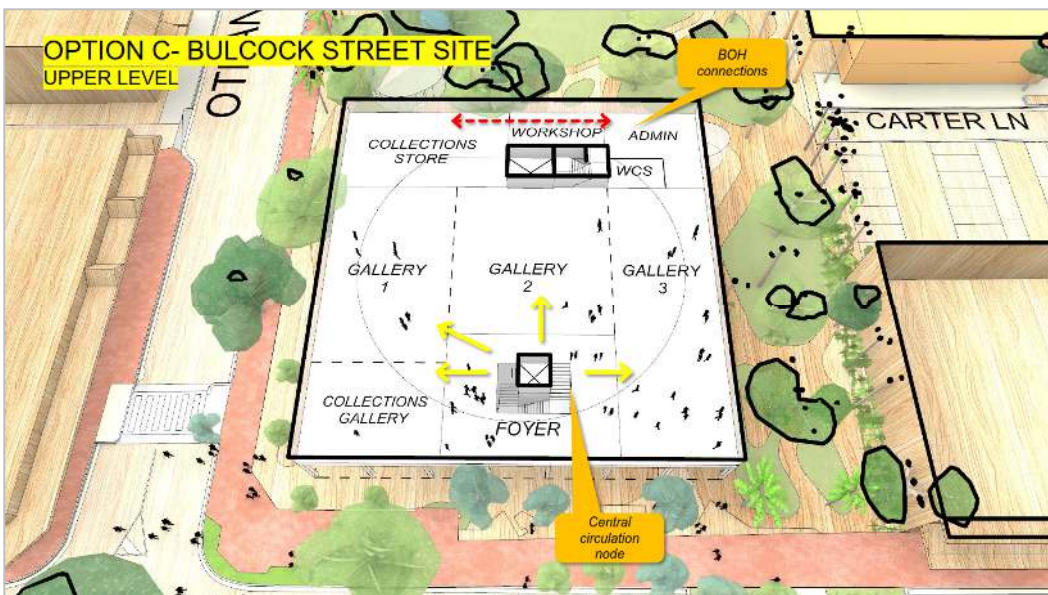 OPTION C- BULCOCK STREET SITE
UPPER LEVEL
BOH
connections
CARTER LN
WORKSHOP
ADMIN
COLLECTIONS
STORE
WCS
GALLERY
1
GALLERY
2
GALLERY
3
COLLECTIONS
GALLERY
FOYER
Central
circulation
node